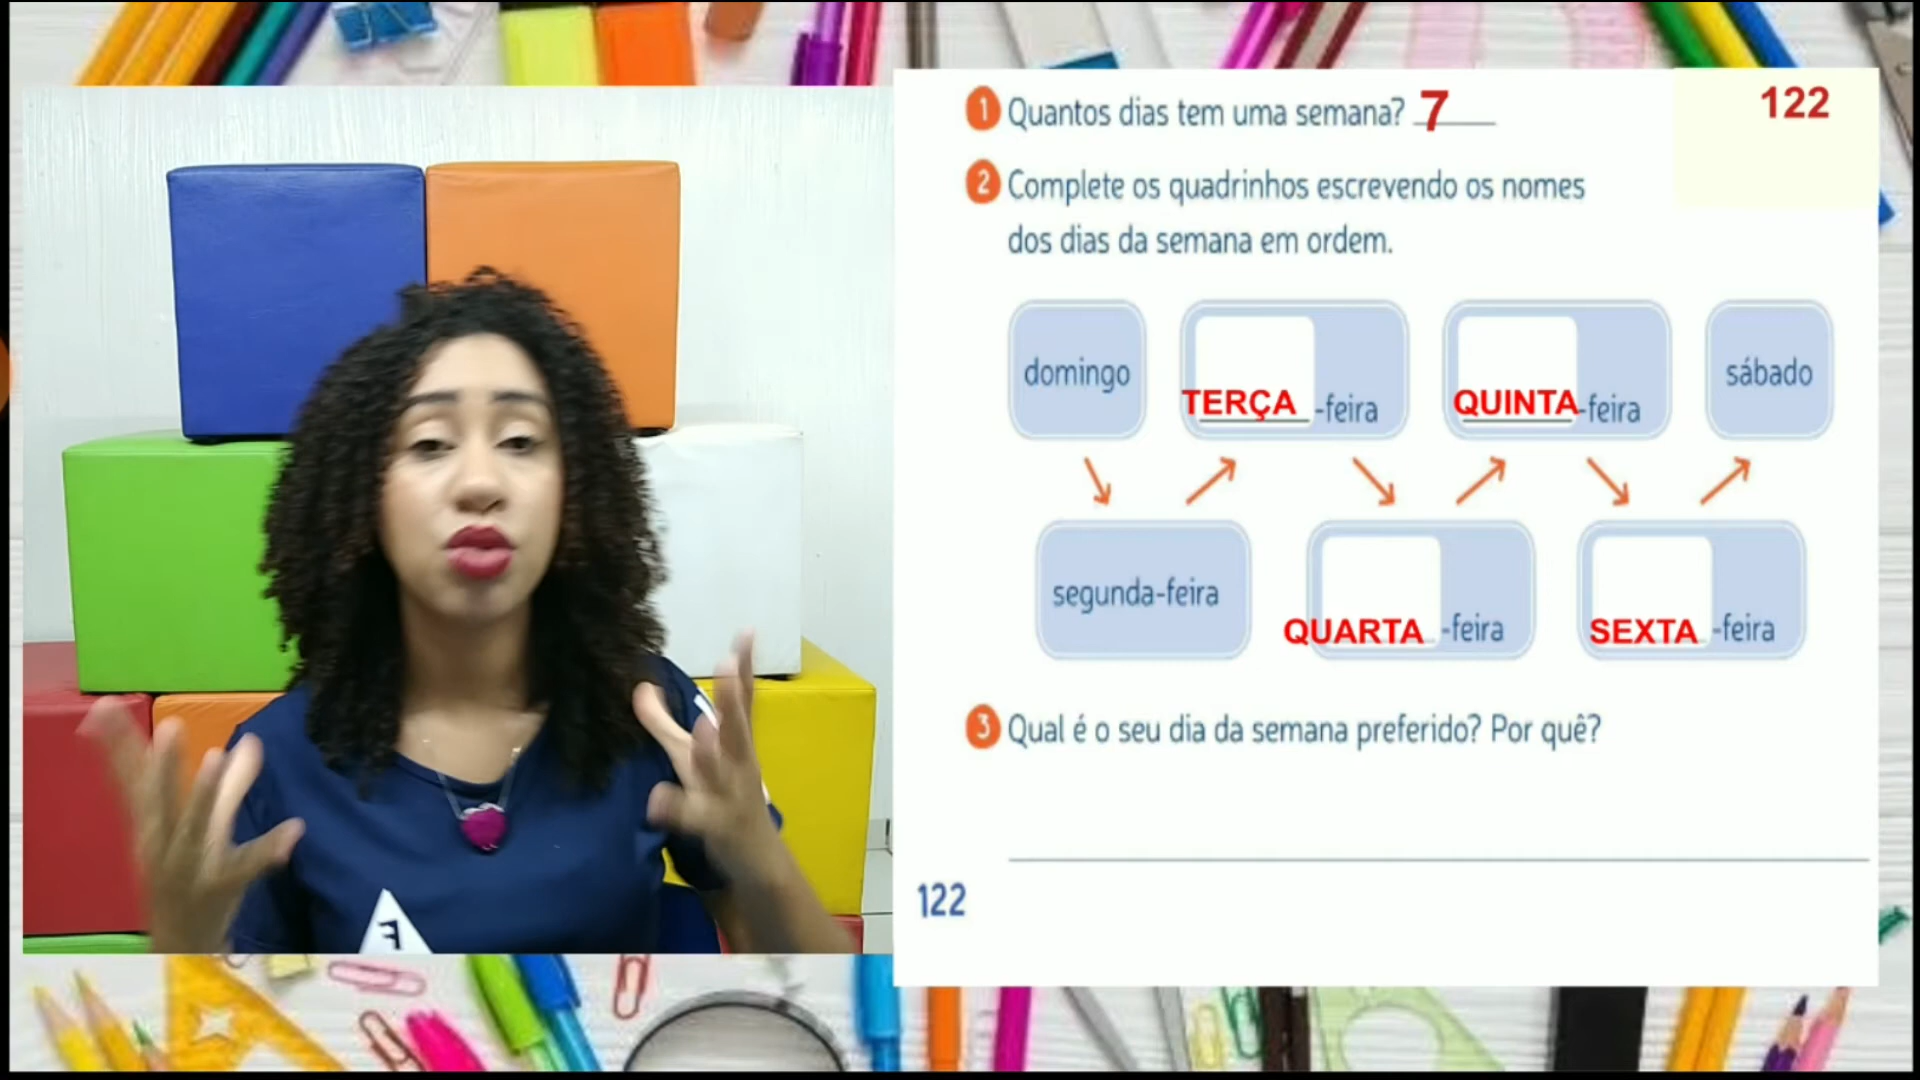 1 Quantos dias tem uma semana? 7
122
2 Complete os quadrinhos escrevendo os nomes
dos dias da semana em ordem.
domingo
TERÇA -feira
QUINTA -feira
sábado
segunda-feira
QUARTA -feira
SEXTA -feira
3 Qual é o seu dia da semana preferido? Por quê?
122
F